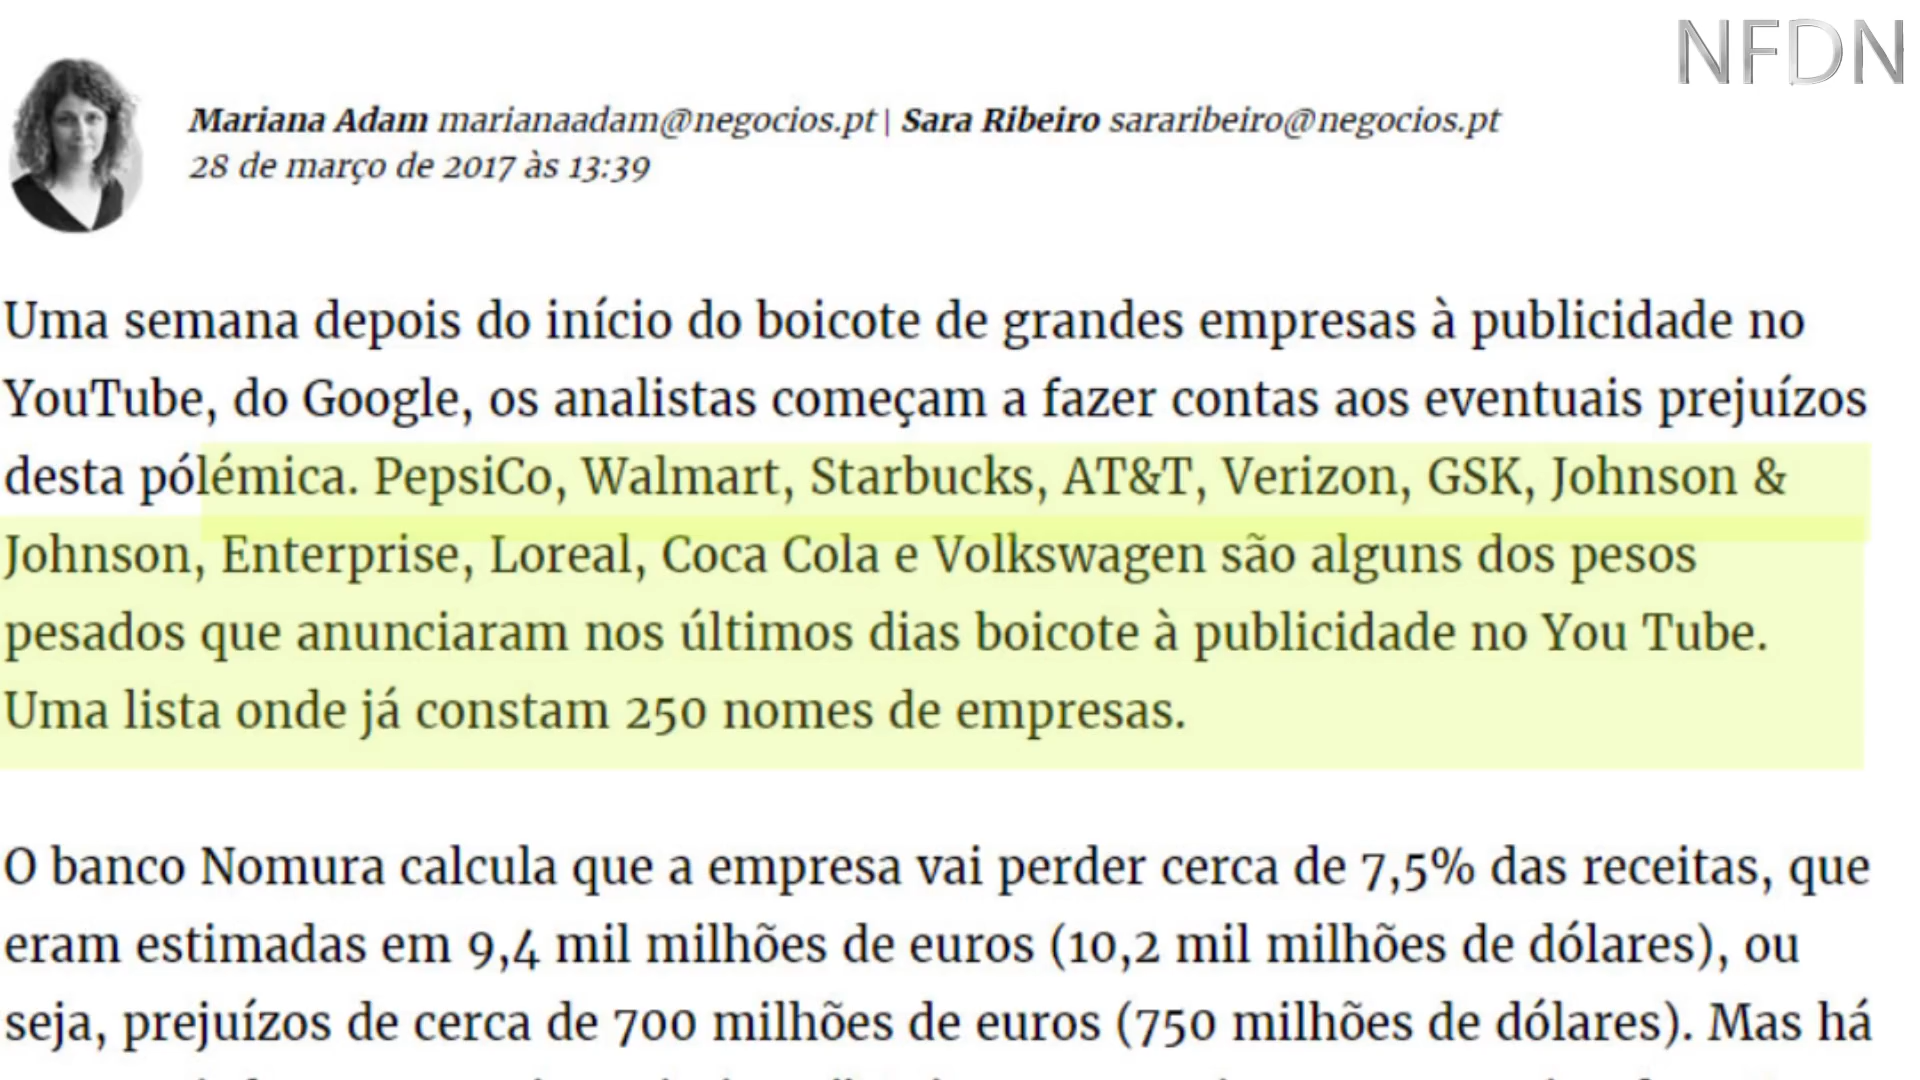 NFDN
Mariana Adam marianaadam@negocios.pt | Sara Ribeiro sararibeiro@negocios.pt
28 de março de 2017 às 13:39
Uma semana depois do início do boicote de grandes empresas à publicidade no
YouTube, do Google, os analistas começam a fazer contas aos eventuais prejuízos
desta pólémica. PepsiCo, Walmart, Starbucks, AT&T, Verizon, GSK, Johnson &
Johnson, Enterprise, Loreal, Coca Cola e Volkswagen são alguns dos pesos
pesados que anunciaram nos últimos dias boicote à publicidade no You Tube.
Uma lista onde já constam 250 nomes de empresas.
O banco Nomura calcula que a empresa vai perder cerca de 7,5% das receitas, que
eram estimadas em 9,4 mil milhões de euros (10,2 mil milhões de dólares), ou
seja, prejuízos de cerca de 700 milhões de euros (750 milhões de dólares). Mas há